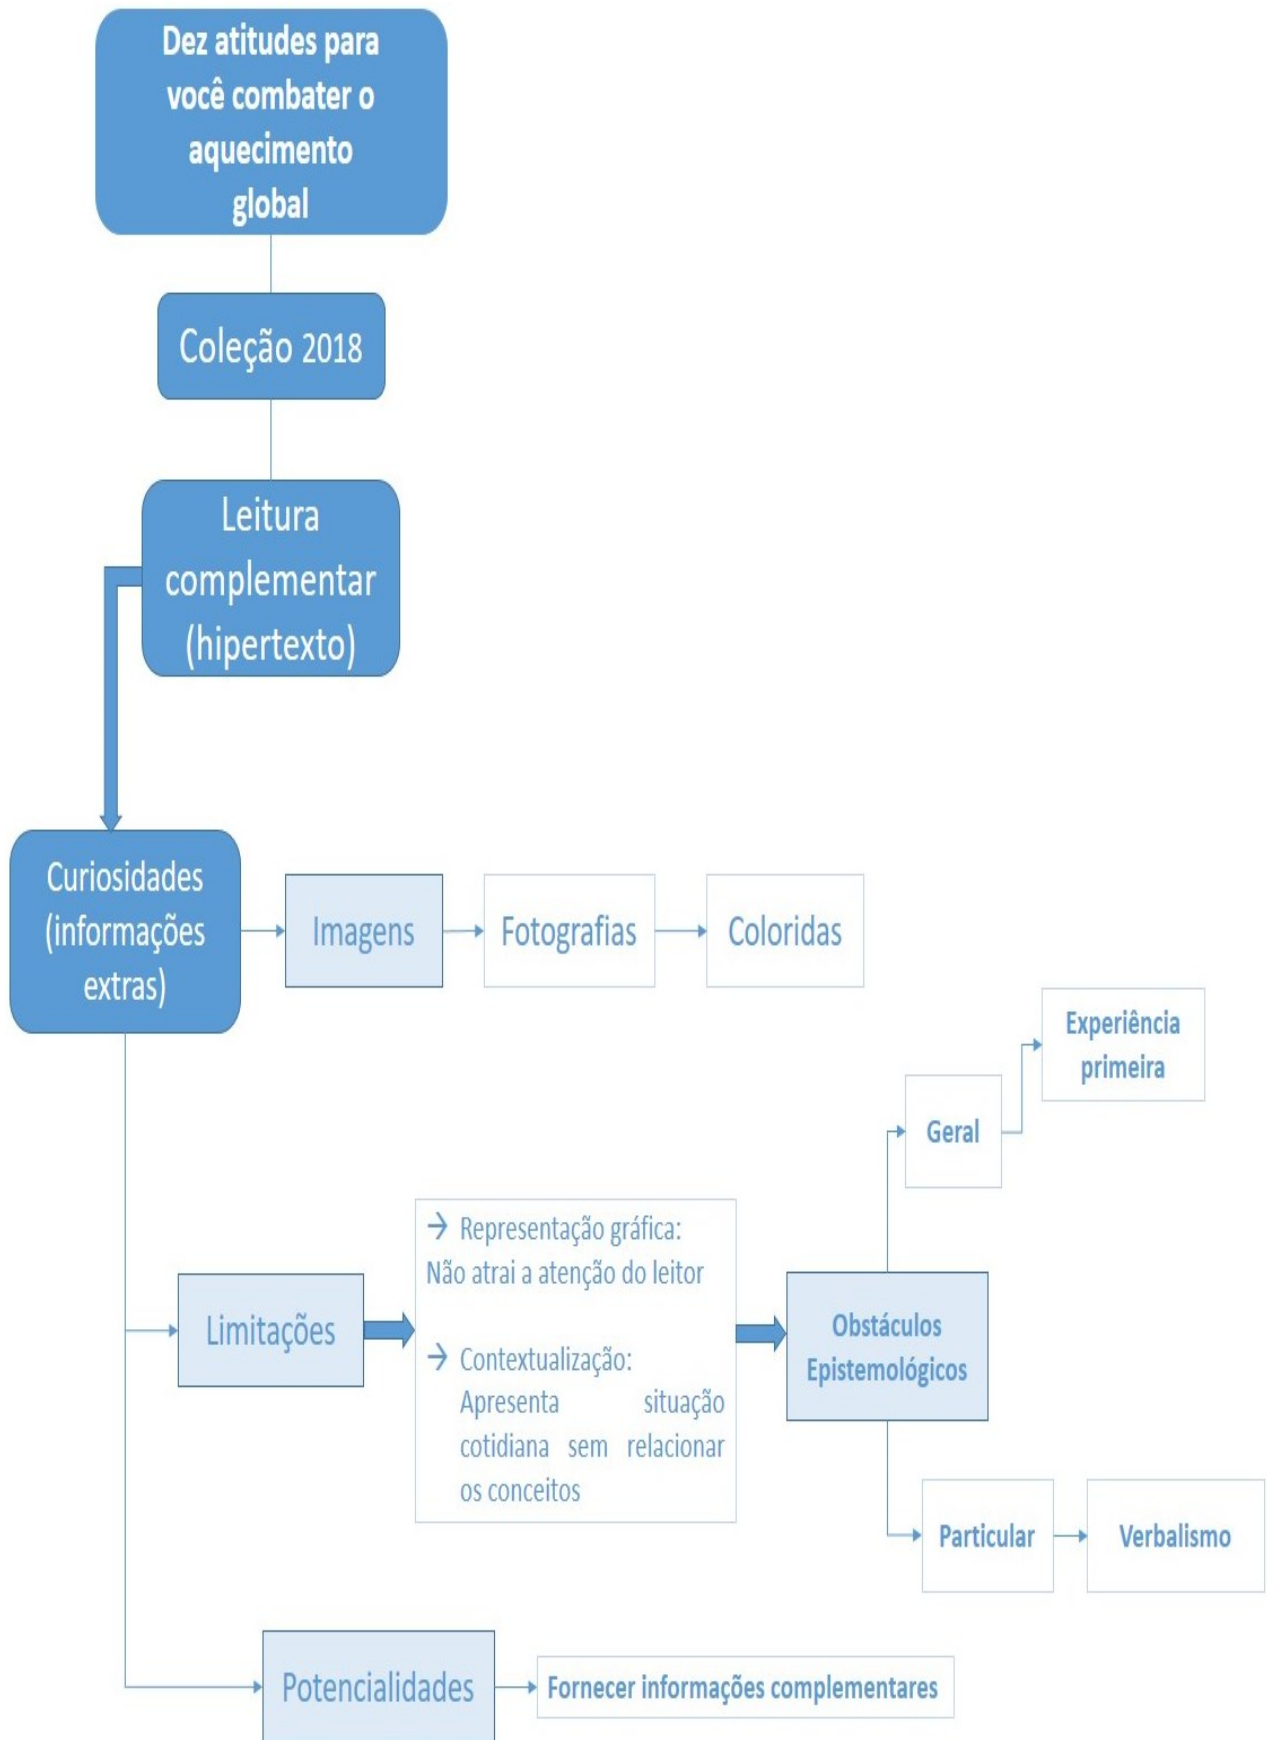 Dez atitudes para
você combater o
aquecimento
global
Coleção 2018
Leitura
complementar
(hipertexto)
Curiosidades
(informações
extras)
Imagens
Fotografias
Coloridas
Experiência
primeira
Geral
→ Representação gráfica:
Não atrai a atenção do leitor
→ Contextualização:
Apresenta situação
cotidiana sem relacionar
os conceitos
Limitações
Obstáculos
Epistemológicos
Particular
Verbalismo
Potencialidades
Fornecer informações complementares